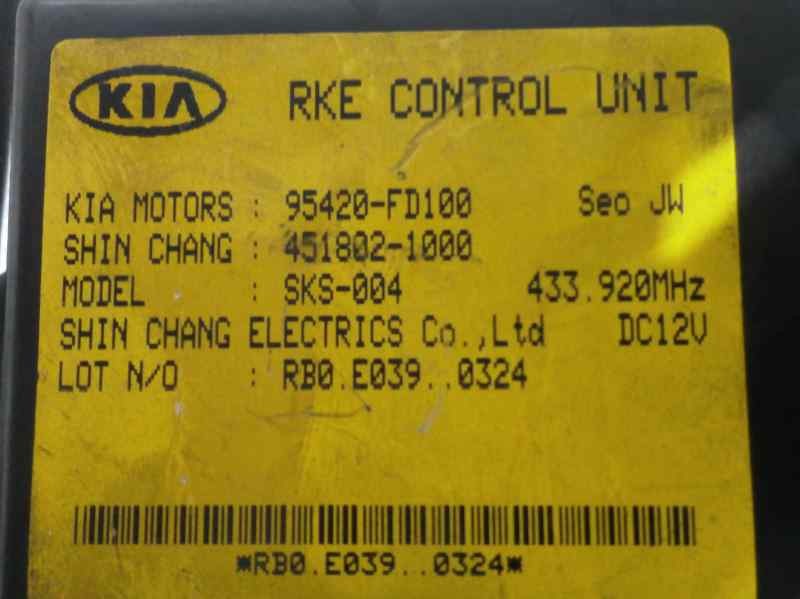 KIA RKE CONTROL UNIT
KIA MOTORS : 95420-FD100 Seo JW
SHIN CHANG : 451802-1000
MODEL : SKS-004 433.920MHz
SHIN CHANG ELECTRICS Co.,Ltd DC12V
LOT N/O : RB0.E039..0324
*RB0.E039..0324*